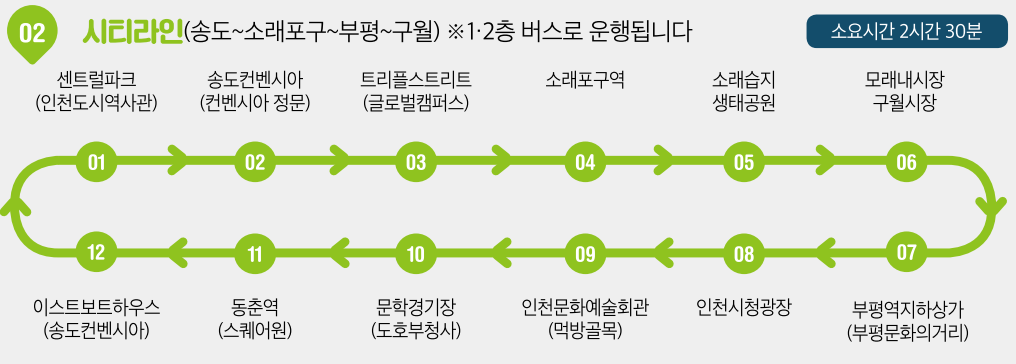 02
시티라인(송도~소래포구~부평~구월) ※1·2층 버스로 운행됩니다
소요시간 2시간 30분
센트럴파크
(인천도시역사관)
송도컨벤시아
(컨벤시아 정문)
트리플스트리트
(글로벌캠퍼스)
소래포구역
소래습지
생태공원
모래내시장
구월시장
01
02
03
04
05
06
12
11
10
09
08
07
이스트보트하우스
(송도컨벤시아)
동춘역
(스퀘어원)
문학경기장
(도호부청사)
인천문화예술회관
(먹방골목)
인천시청광장
부평역지하상가
(부평문화의거리)